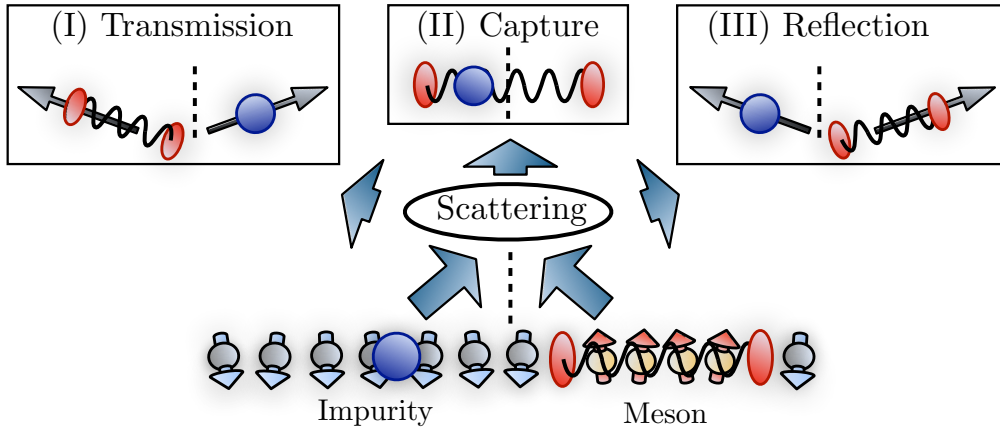 (I) Transmission
(II) Capture
(III) Reflection
Scattering
Impurity
Meson